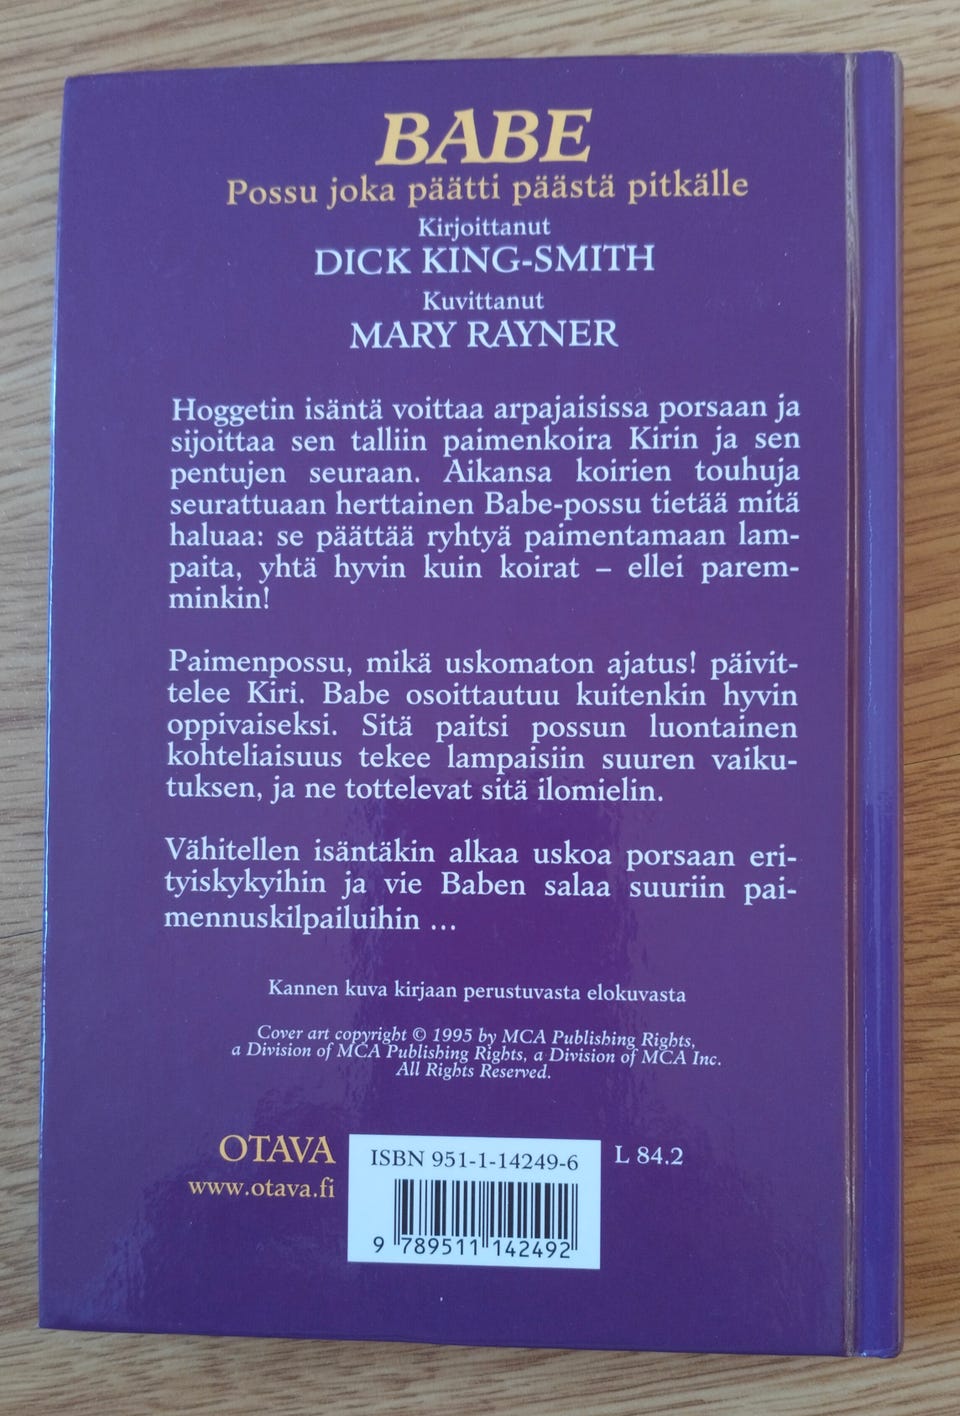 BABE
Possu joka päätti päästä pitkälle
Kirjoittanut
DICK KING-SMITH
Kuvittanut
MARY RAYNER
Hoggetin isäntä voittaa arpajaisissa porsaan ja
sijoittaa sen talliin paimenkoira Kirin ja sen
pentujen seuraan. Aikansa koirien touhuja
seurattuaan herttainen Babe-possu tietää mitä
haluaa: se päättää ryhtyä paimentamaan lam-
paita, yhtä hyvin kuin koirat – ellei parem-
minkin!
Paimenpossu, mikä uskomaton ajatus! päivit-
telee Kiri. Babe osoittautuu kuitenkin hyvin
oppivaiseksi. Sitä paitsi possun luontainen
kohteliaisuus tekee lampaisiin suuren vaiku-
tuksen, ja ne tottelevat sitä ilomielin.
Vähitellen isäntäkin alkaa uskoa porsaan eri-
tyiskykyihin ja vie Baben salaa suuriin pai-
mennuskilpailuihin ...
Kannen kuva kirjaan perustuvasta elokuvasta
Cover art copyright © 1995 by MCA Publishing Rights,
a Division of MCA Publishing Rights, a Division of MCA Inc.
All Rights Reserved.
OTAVA
www.otava.fi
ISBN 951-1-14249-6
9 789511 142492
L 84.2